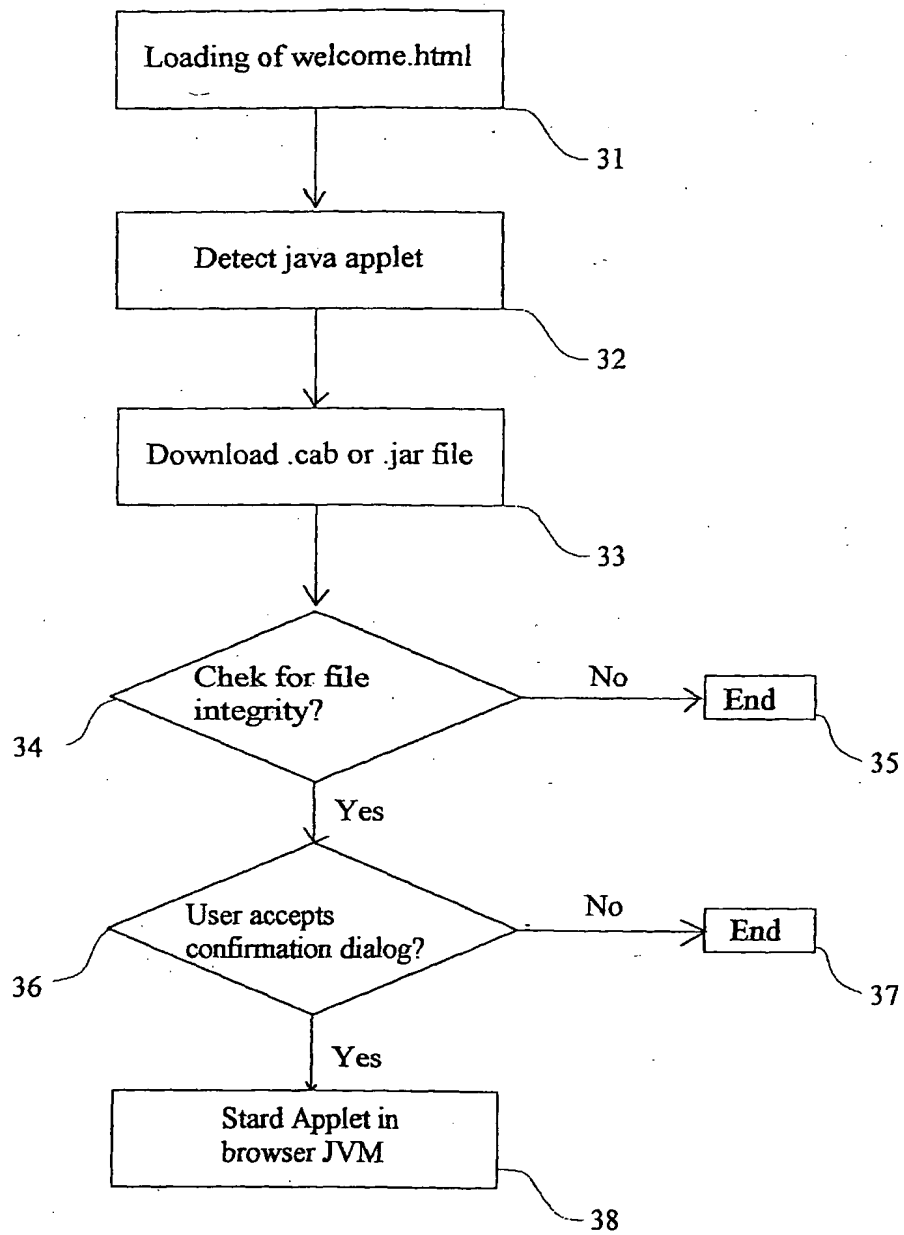 Loading of welcome.html
31
Detect java applet
32
Download .cab or .jar file
33
Chek for file
integrity?
No
End
34
35
Yes
User accepts
confirmation dialog?
No
End
36
37
Yes
Stard Applet in
browser JVM
38